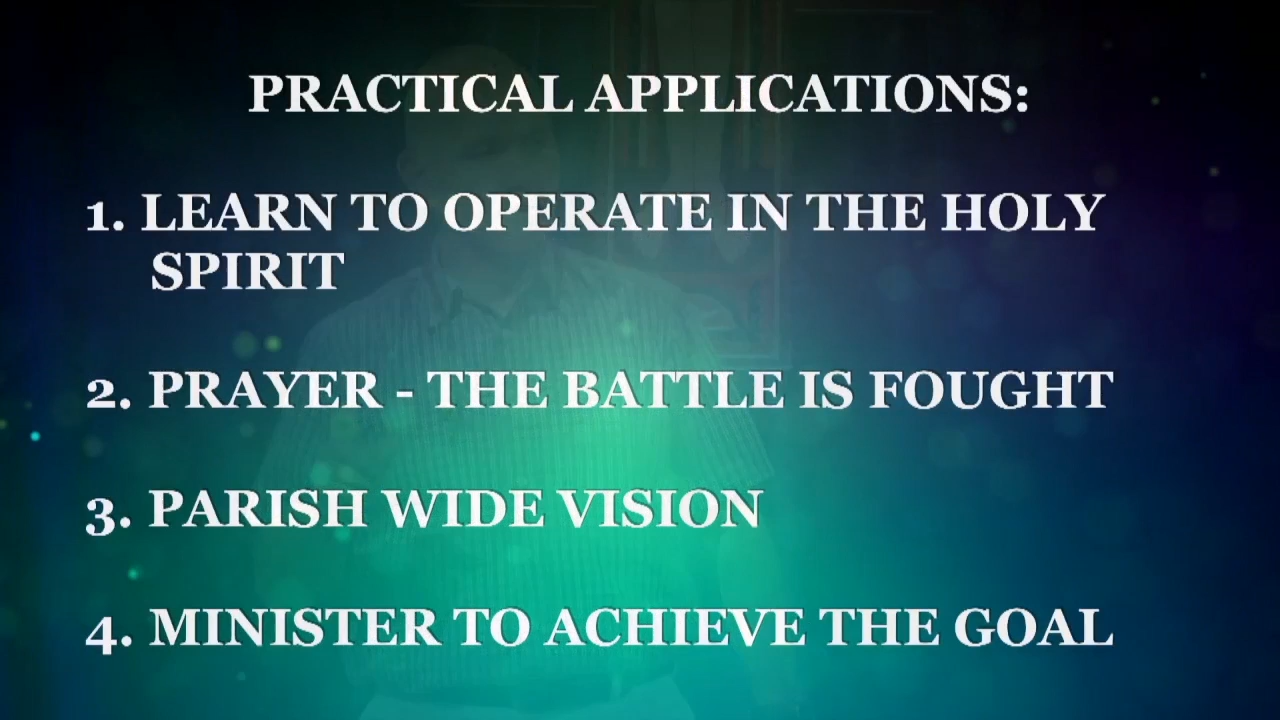 PRACTICAL APPLICATIONS:
1. LEARN TO OPERATE IN THE HOLY
SPIRIT
2. PRAYER - THE BATTLE IS FOUGHT
3. PARISH WIDE VISION
4. MINISTER TO ACHIEVE THE GOAL